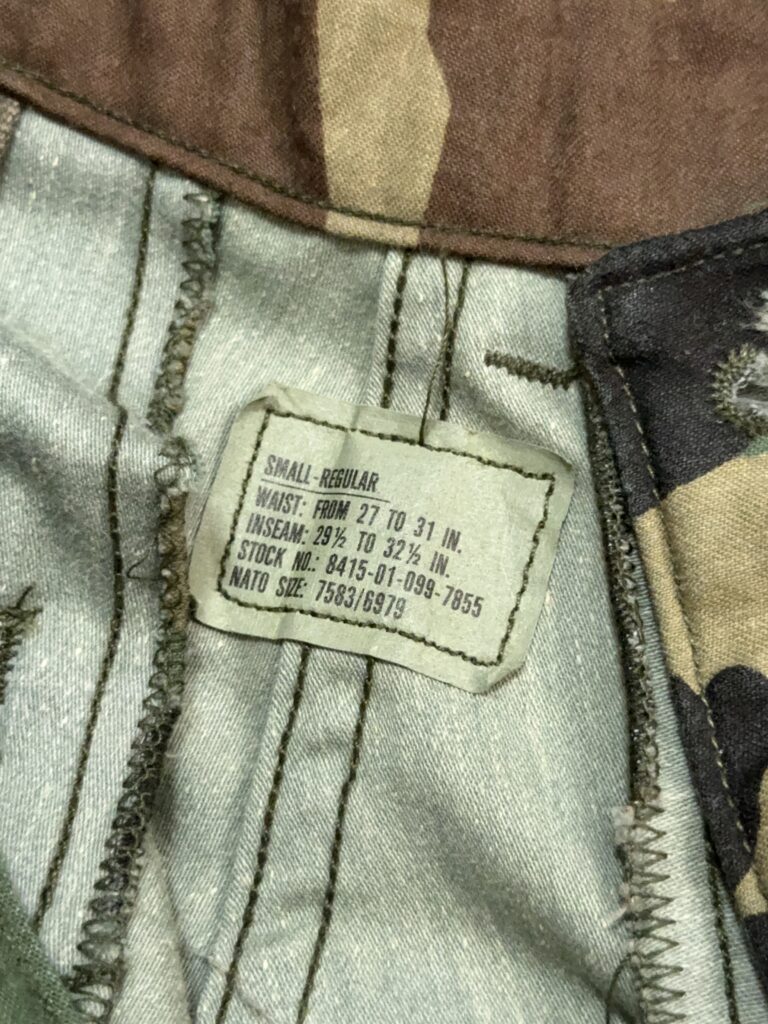 SMALL-REGULAR
WAIST: FROM 27 TO 31 IN.
INSEAM: 29½ TO 32½ IN.
STOCK NO.: 8415-01-099-7855
NATO SIZE: 7583/6979